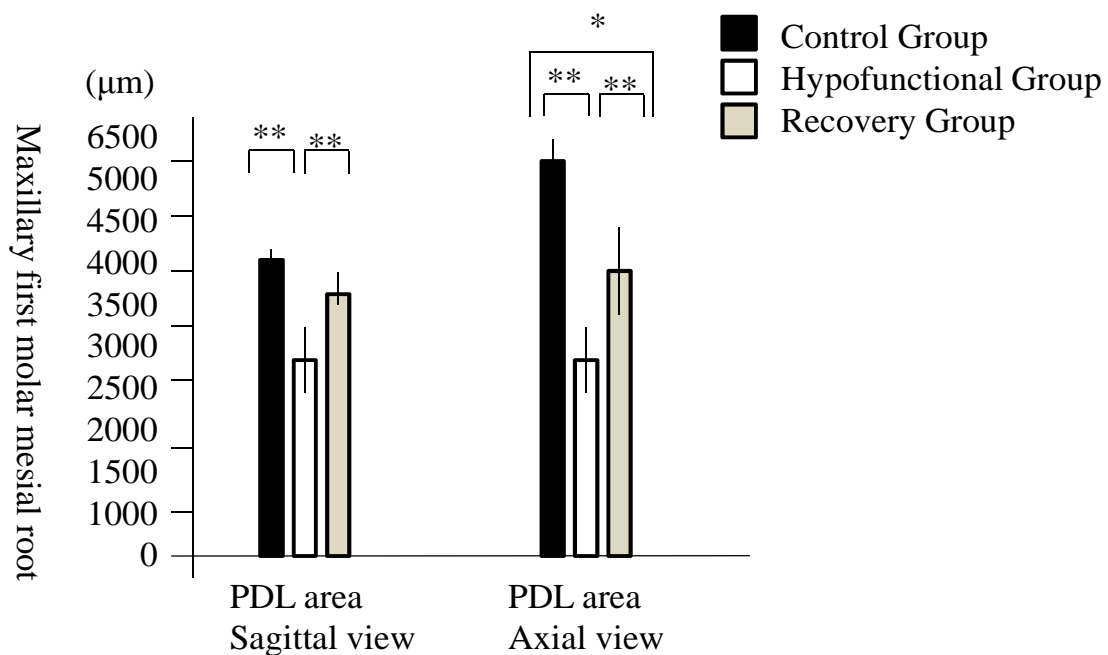 *
Control Group
(μm)
**
**
Hypofunctional Group
6500
**
**
Recovery Group
5000
4500
4000
3500
3000
2500
2000
1500
1000
0
Maxillary first molar mesial root
PDL area
Sagittal view
PDL area
Axial view